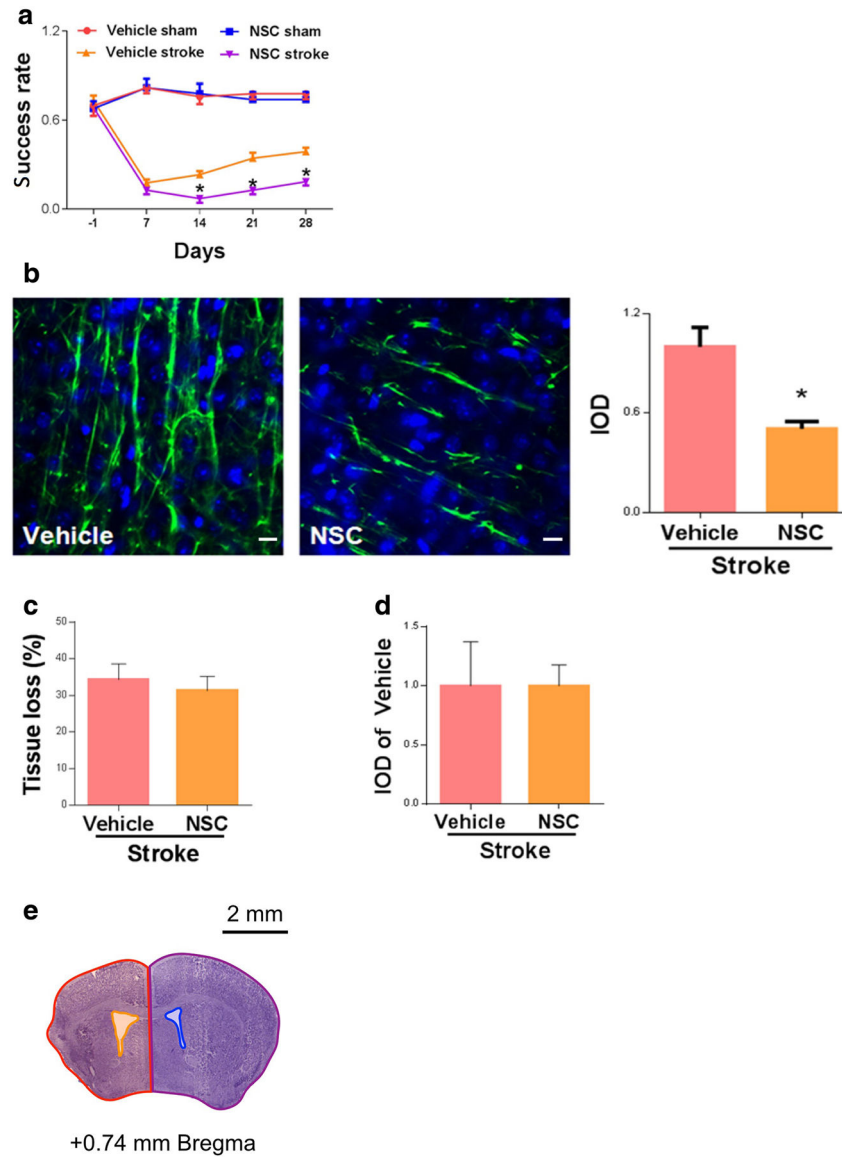 a
1.2
0.6
0.0
Success rate
Vehicle sham
NSC sham
Vehicle stroke
NSC stroke
* * *
-1 7 14 21 28
Days
b
Vehicle
NSC
1.2
0.6
0.0
IOD
*
Vehicle NSC
Stroke
c
50
40
30
20
10
0
Tissue loss (%)
Vehicle NSC
Stroke
d
1.5
1.0
0.5
0.0
IOD of Vehicle
Vehicle NSC
Stroke
e
2 mm
+0.74 mm Bregma